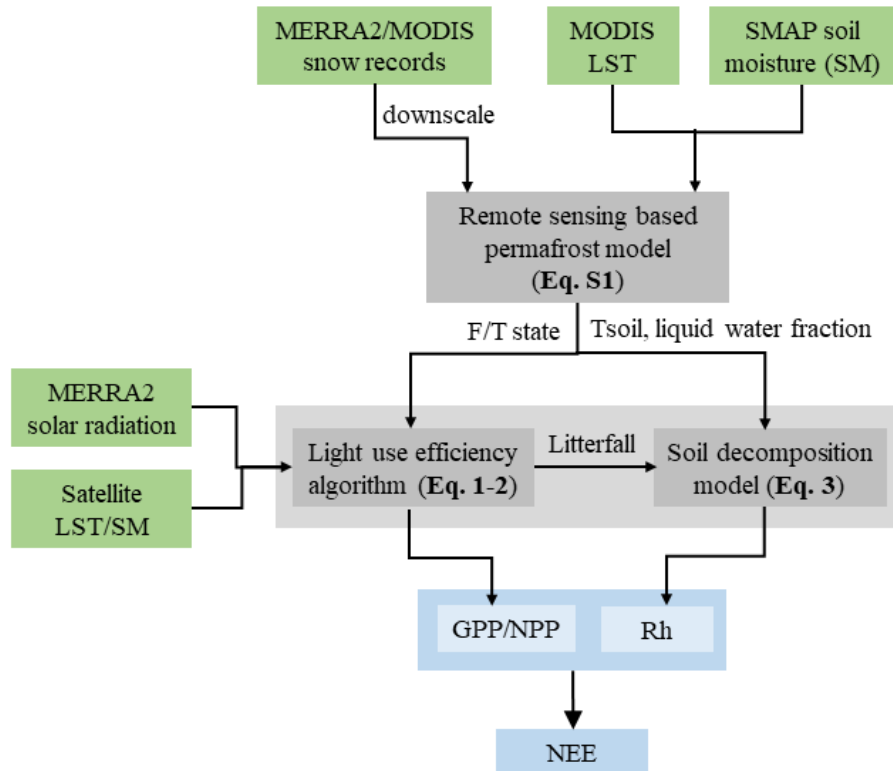 MERRA2/MODIS
snow records
MODIS
LST
SMAP soil
moisture (SM)
downscale
Remote sensing based
permafrost model
(Eq. S1)
F/T state
Tsoil, liquid water fraction
MERRA2
solar radiation
Satellite
LST/SM
Light use efficiency
algorithm (Eq. 1-2)
Litterfall
Soil decomposition
model (Eq. 3)
GPP/NPP
Rh
NEE